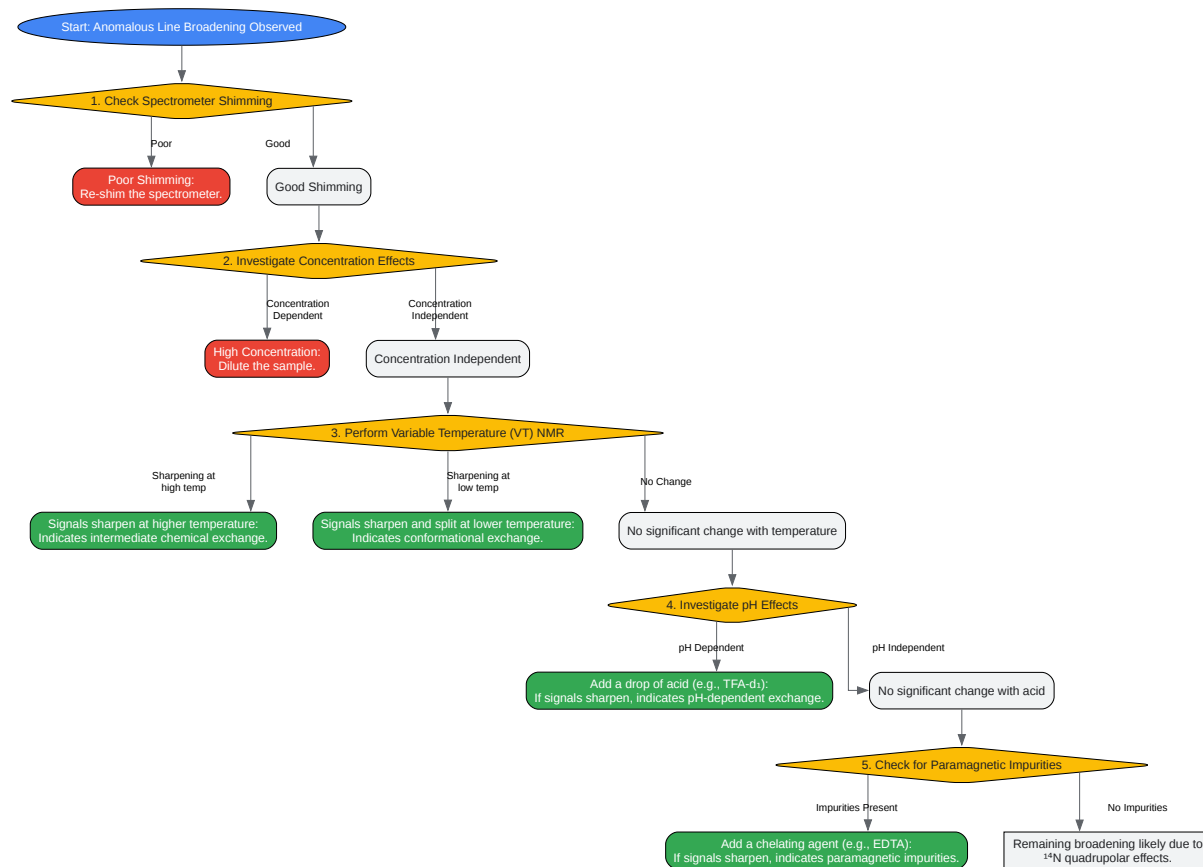 Start: Anomalous Line Broadening Observed
1. Check Spectrometer Shimming
Poor
Good
Poor Shimming:
Re-shim the spectrometer.
Good Shimming
2. Investigate Concentration Effects
Concentration
Dependent
Concentration
Independent
High Concentration:
Dilute the sample.
Concentration Independent
3. Perform Variable Temperature (VT) NMR
Sharpening at
high temp
Sharpening at
low temp
No Change
Signals sharpen at higher temperature:
Indicates intermediate chemical exchange.
Signals sharpen and split at lower temperature:
Indicates conformational exchange.
No significant change with temperature
4. Investigate pH Effects
pH Dependent
pH Independent
Add a drop of acid (e.g., TFA-d₁):
If signals sharpen, indicates pH-dependent exchange.
No significant change with acid
5. Check for Paramagnetic Impurities
Impurities Present
No Impurities
Add a chelating agent (e.g., EDTA):
If signals sharpen, indicates paramagnetic impurities.
Remaining broadening likely due to
¹⁴N quadrupolar effects.